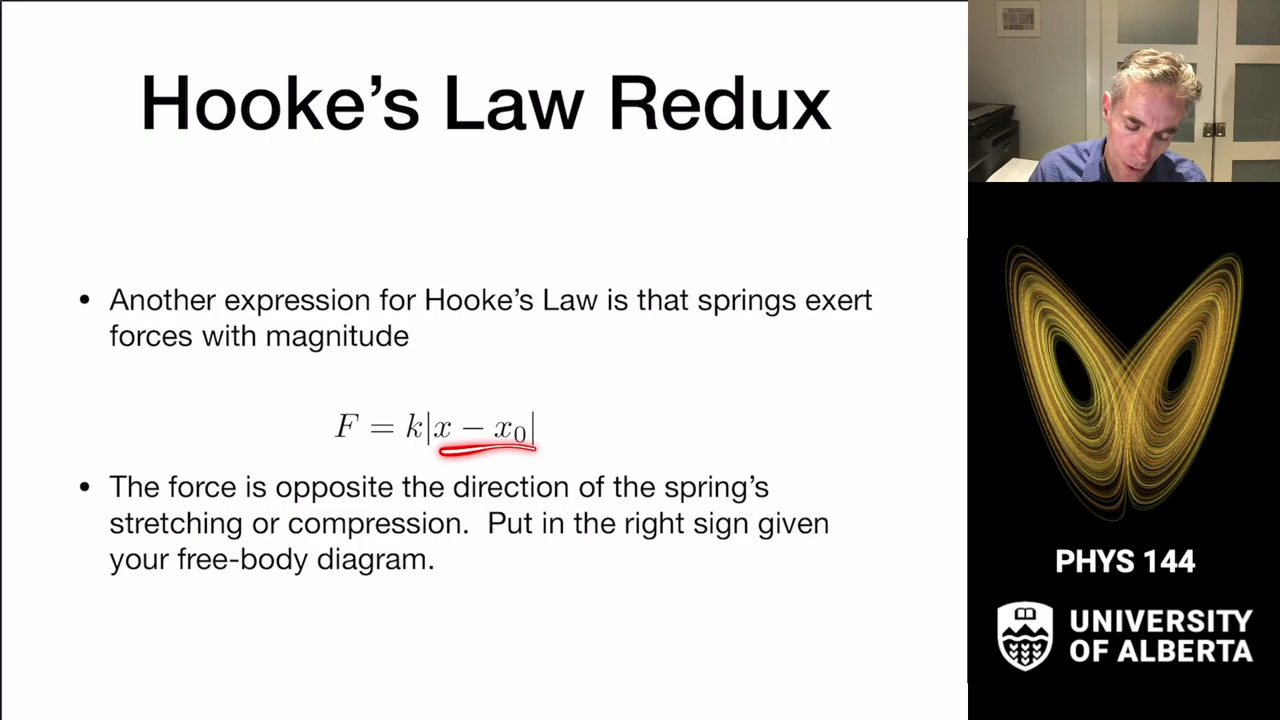 Hooke's Law Redux
• Another expression for Hooke's Law is that springs exert
forces with magnitude
F = k|x − x₀|
• The force is opposite the direction of the spring's
stretching or compression.  Put in the right sign given
your free-body diagram.
PHYS 144
UNIVERSITY
OF ALBERTA